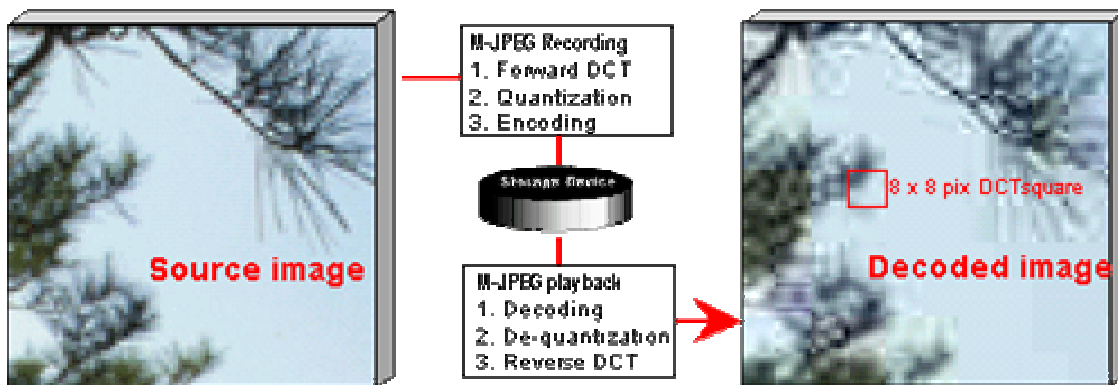 Source image
M-JPEG Recording
1. Forward DCT
2. Quantization
3. Encoding
Storage Device
M-JPEG playback
1. Decoding
2. De-quantization
3. Reverse DCT
8 x 8 pix DCTsquare
Decoded image